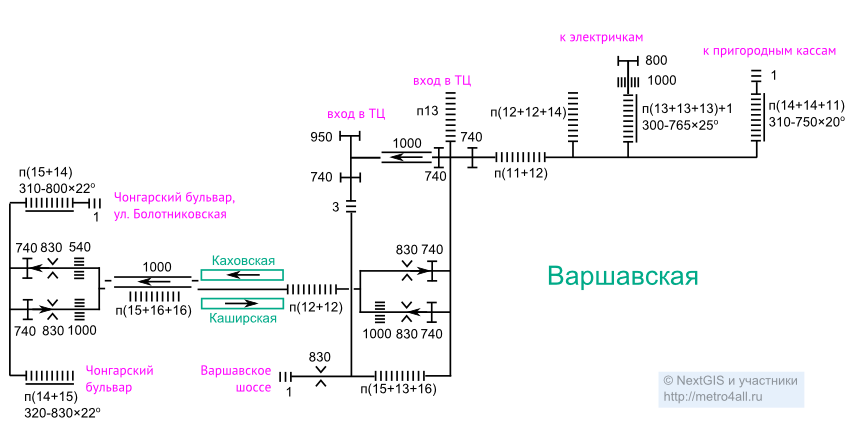 к электричкам
800
к пригородным кассам
1000
1
вход в ТЦ
п13
п(12+12+14)
п(13+13+13)+1
300-765×25º
п(14+14+11)
310-750×20º
вход в ТЦ
950
1000
740
740
п(11+12)
п(15+14)
310-800×22º
740
Чонгарский бульвар,
ул. Болотниковская
1
3
740 830 540
1000
Каховская
830 740
Варшавская
п(15+16+16)
Каширская
п(12+12)
740 830 1000
1000 830 740
Чонгарский
бульвар
Варшавское
шоссе
830
1
п(15+13+16)
п(14+15)
320-830×22º
© NextGIS и участники
http://metro4all.ru